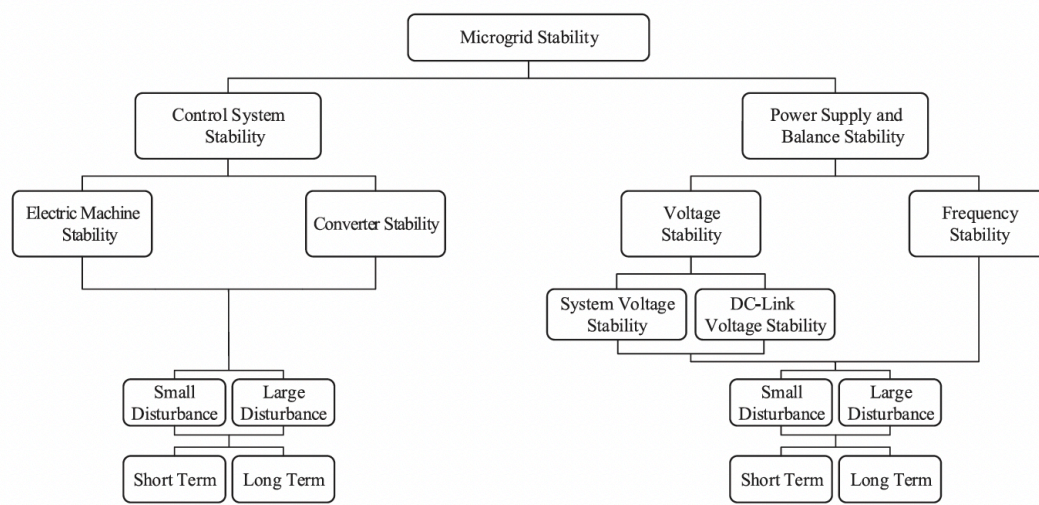 Microgrid Stability
Control System
Stability
Power Supply and
Balance Stability
Electric Machine
Stability
Converter Stability
Voltage
Stability
Frequency
Stability
System Voltage
Stability
DC-Link
Voltage Stability
Small
Disturbance
Large
Disturbance
Small
Disturbance
Large
Disturbance
Short Term
Long Term
Short Term
Long Term